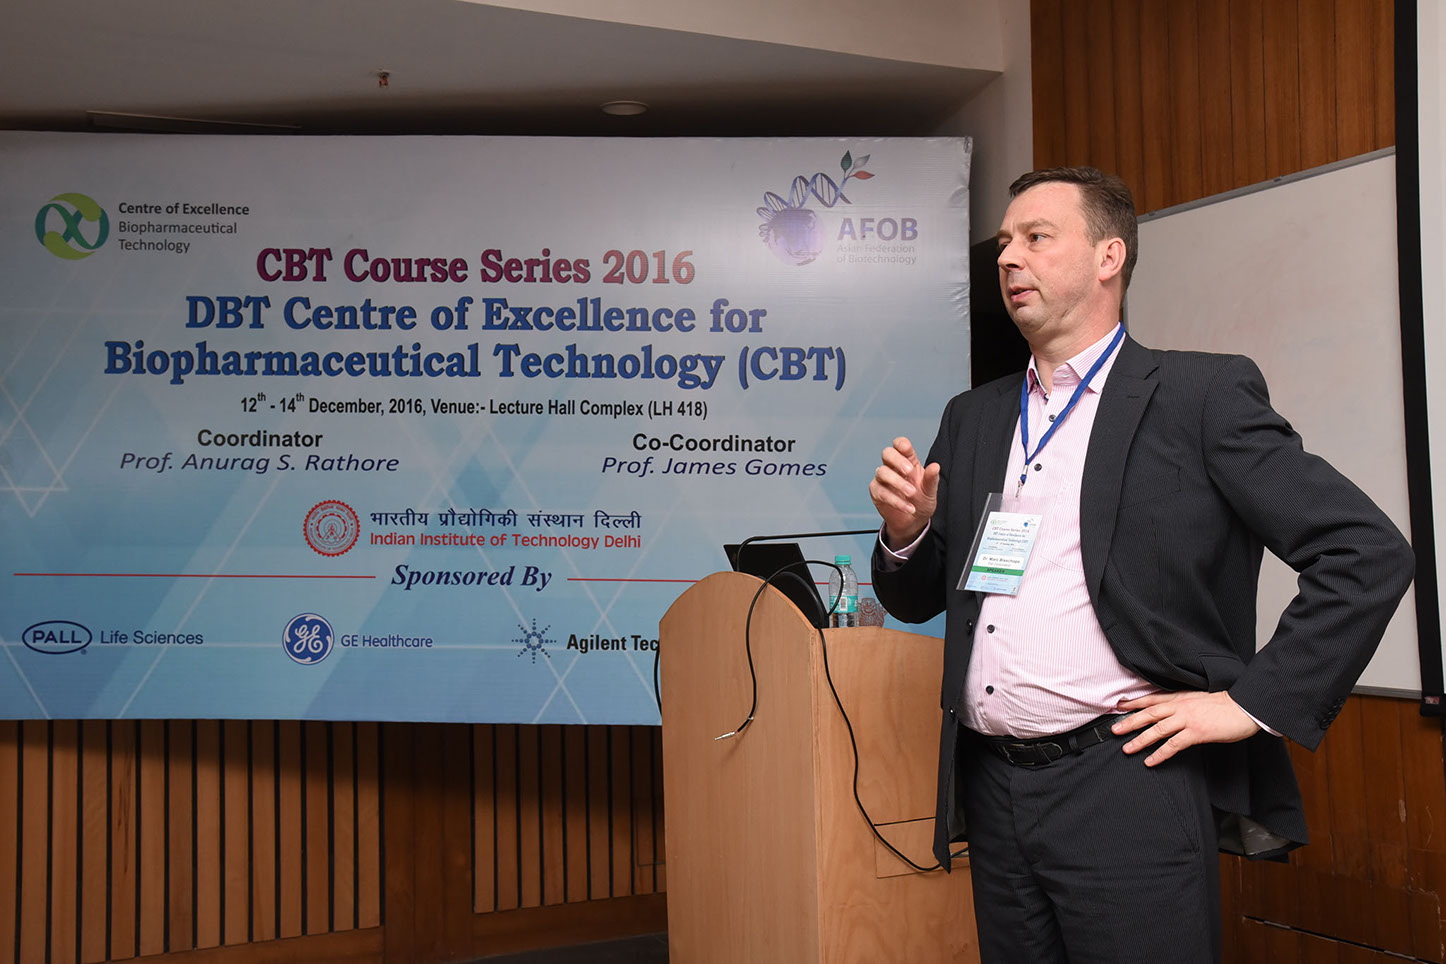 Centre of Excellence
Biopharmaceutical
Technology
AFOB
Asian Federation
of Biotechnology
CBT Course Series 2016
DBT Centre of Excellence for
Biopharmaceutical Technology (CBT)
12th - 14th December, 2016, Venue:- Lecture Hall Complex (LH 418)
Coordinator
Prof. Anurag S. Rathore
Co-Coordinator
Prof. James Gomes
भारतीय प्रौद्योगिकी संस्थान दिल्ली
Indian Institute of Technology Delhi
Sponsored By
PALL Life Sciences
GE GE Healthcare
Agilent Tec
SPEAKER